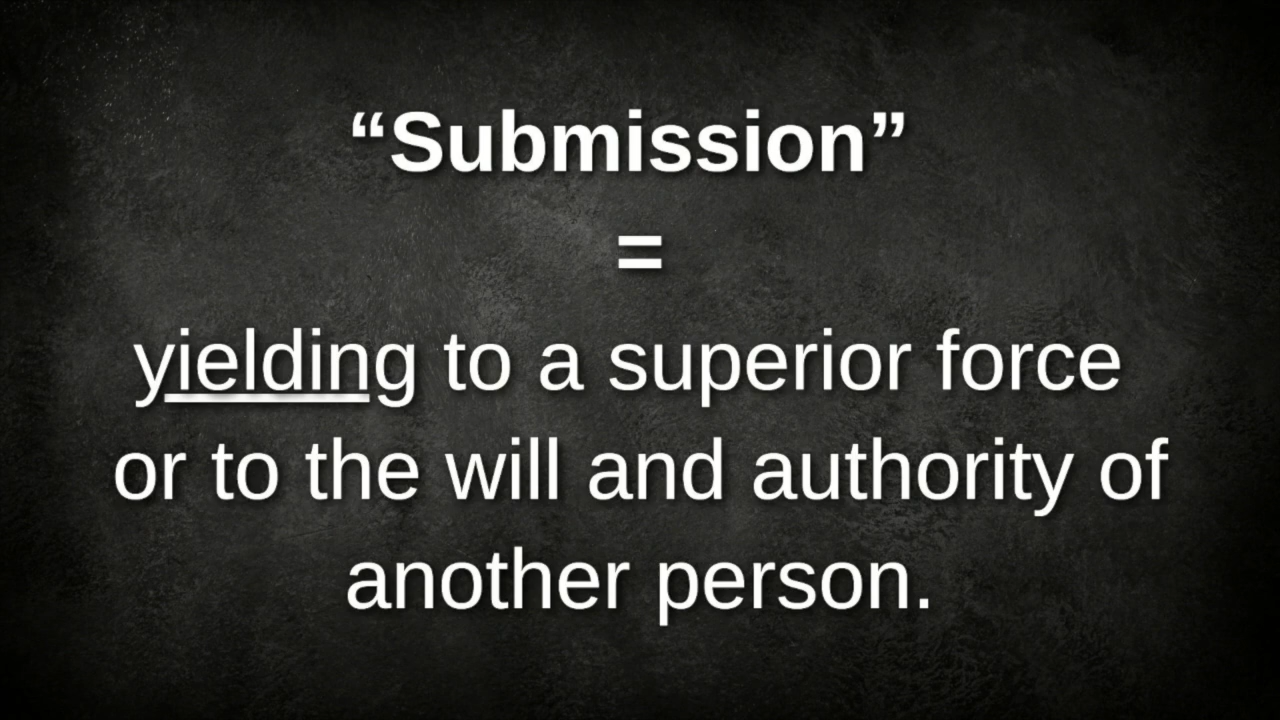 “Submission”
=
yielding to a superior force
or to the will and authority of
another person.